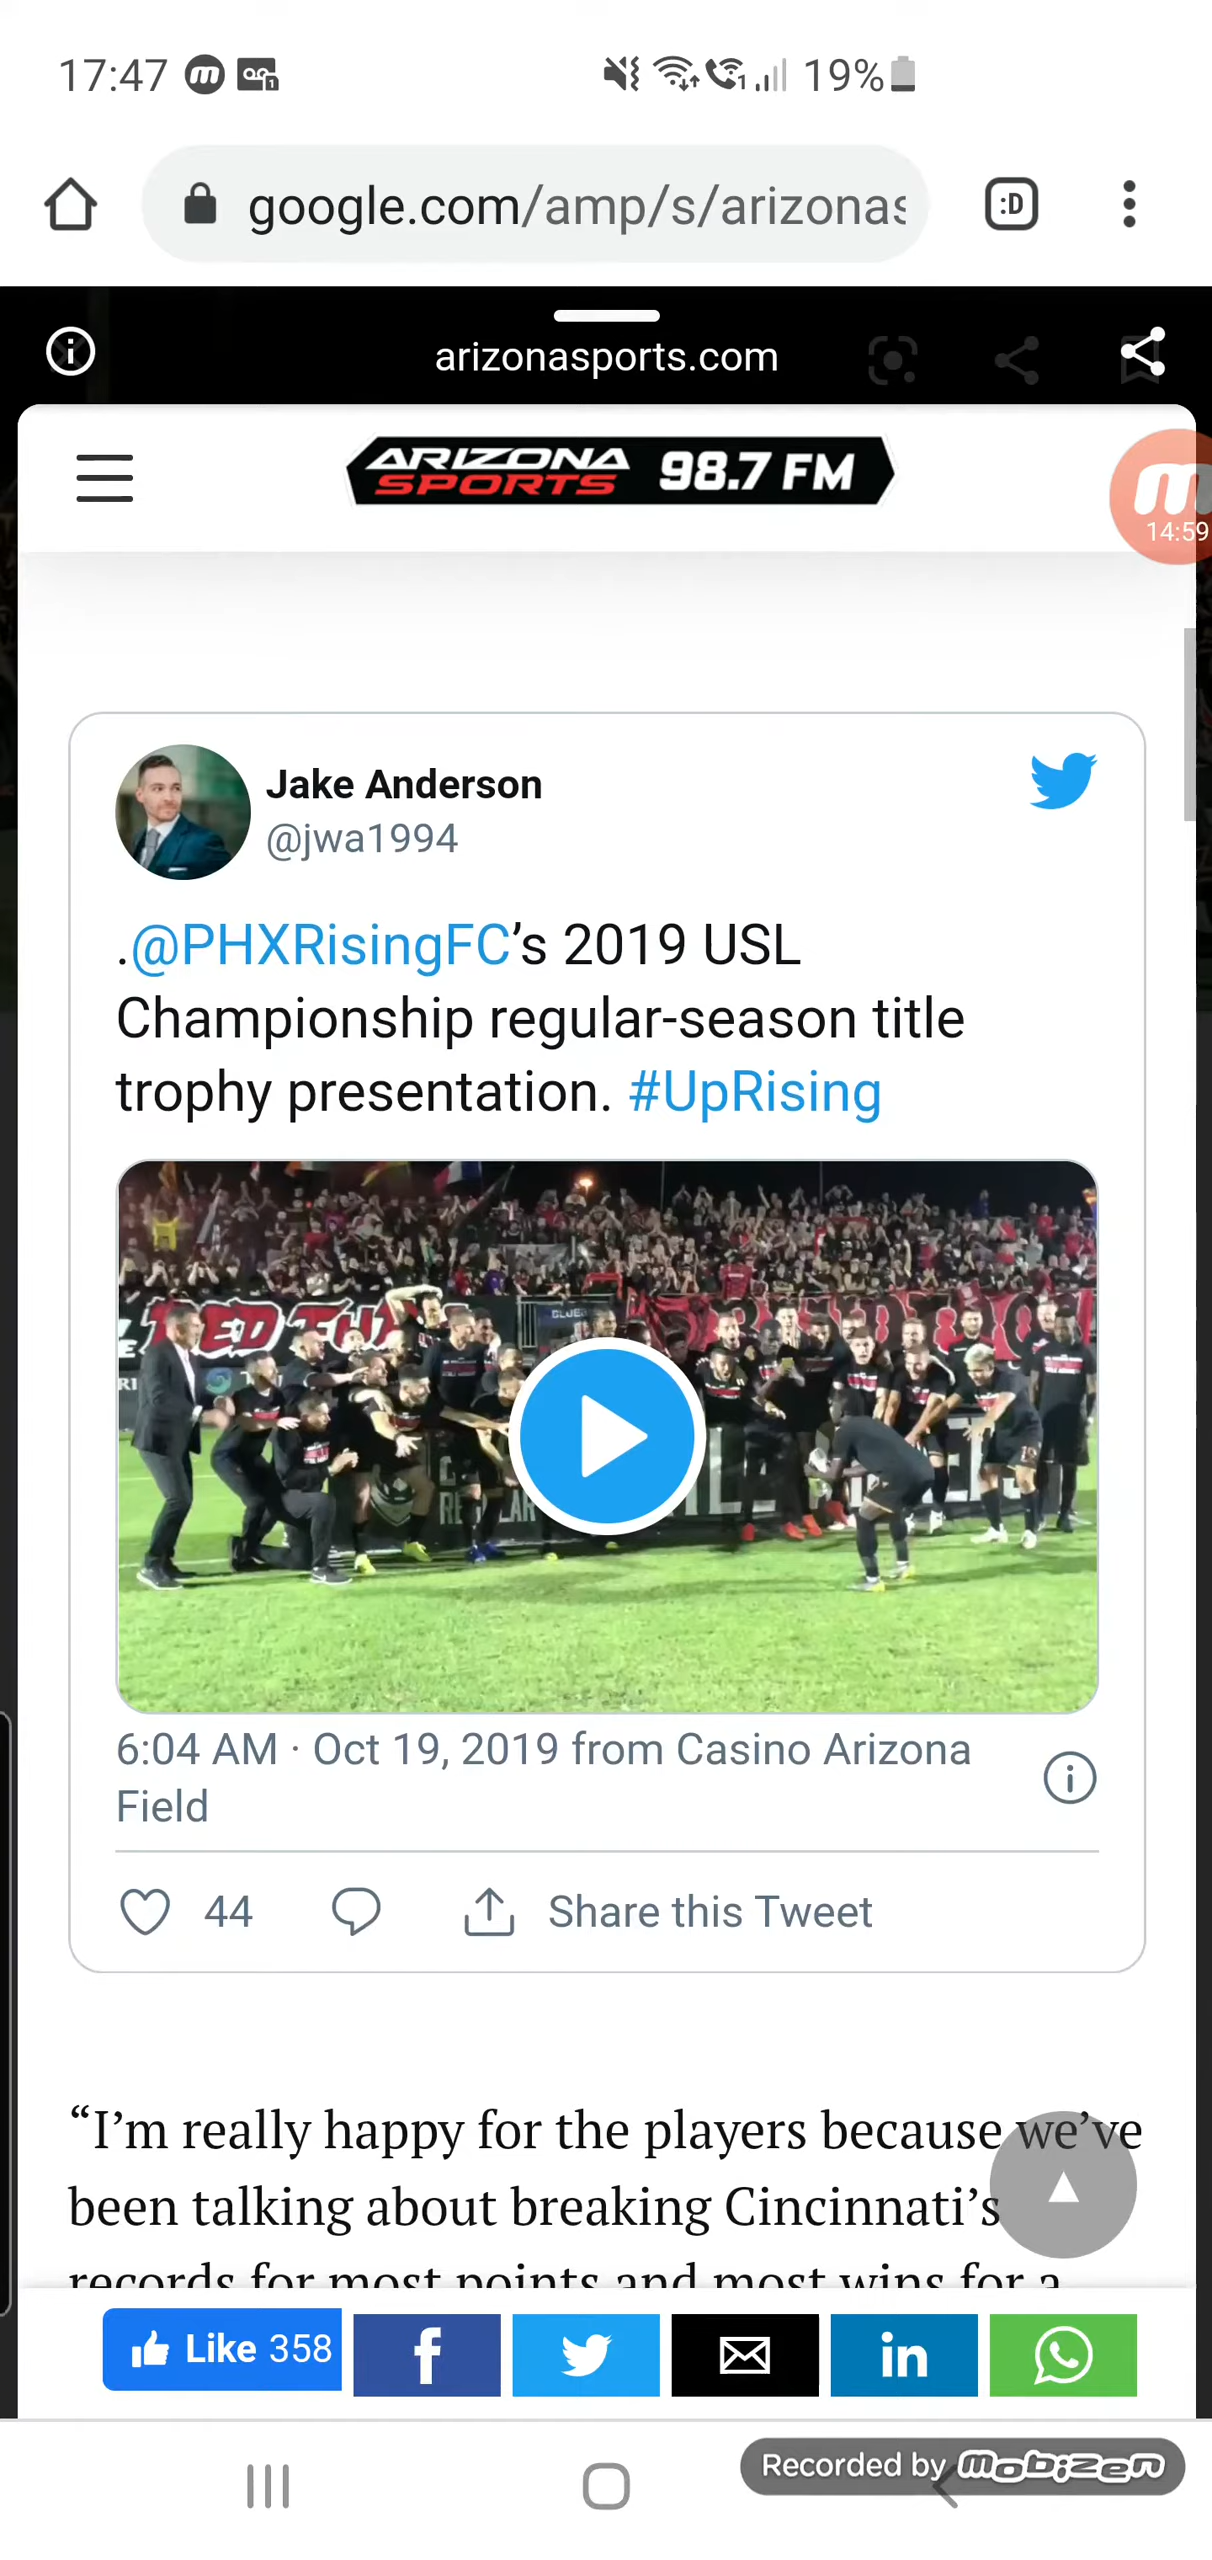 17:47
19%
google.com/amp/s/arizonas
:D
arizonasports.com
ARIZONA
SPORTS
98.7 FM
14:59
Jake Anderson
@jwa1994
.@PHXRisingFC’s 2019 USL
Championship regular-season title
trophy presentation. #UpRising
RED FU
6:04 AM · Oct 19, 2019 from Casino Arizona
Field
44
Share this Tweet
“I’m really happy for the players because we’ve
been talking about breaking Cincinnati’s
records for most points and most wins for a
Like 358
Recorded by mobizen